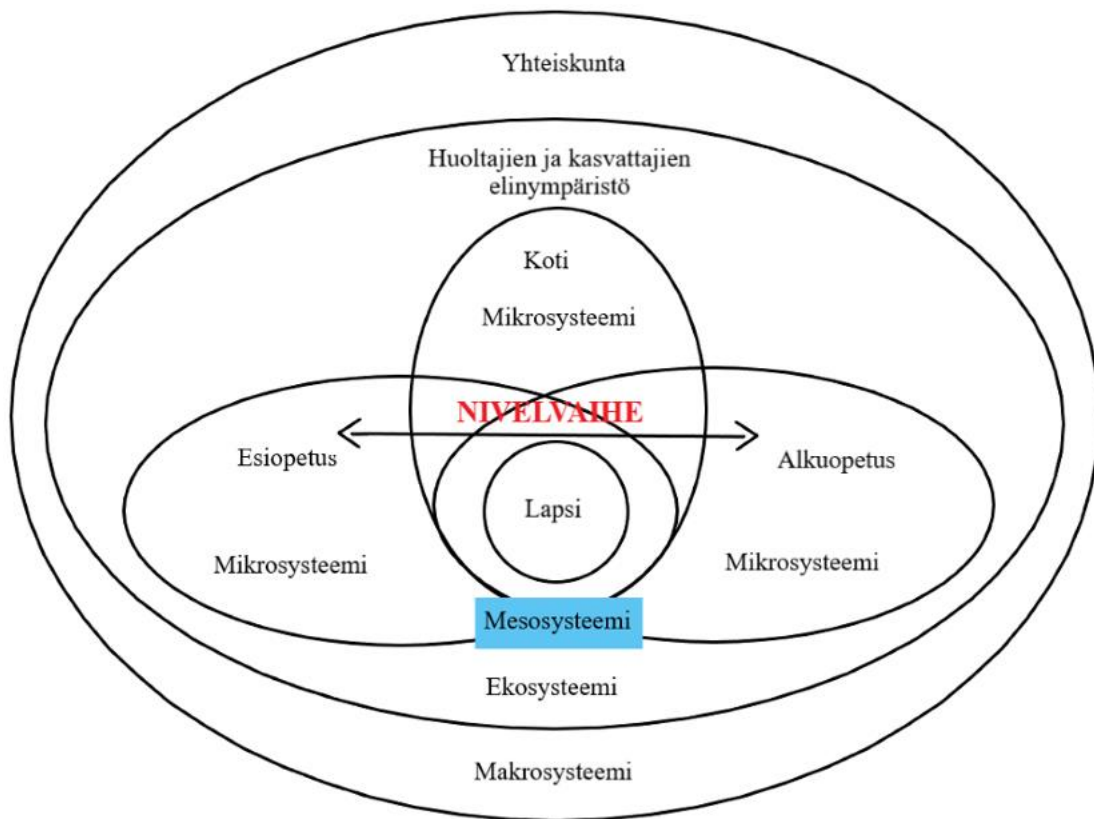 Yhteiskunta
Huoltajien ja kasvattajien
elinympäristö
Koti
Mikrosysteemi
NIVELVAIHE
Esiopetus
Alkuopetus
Lapsi
Mikrosysteemi
Mikrosysteemi
Mesosysteemi
Ekosysteemi
Makrosysteemi